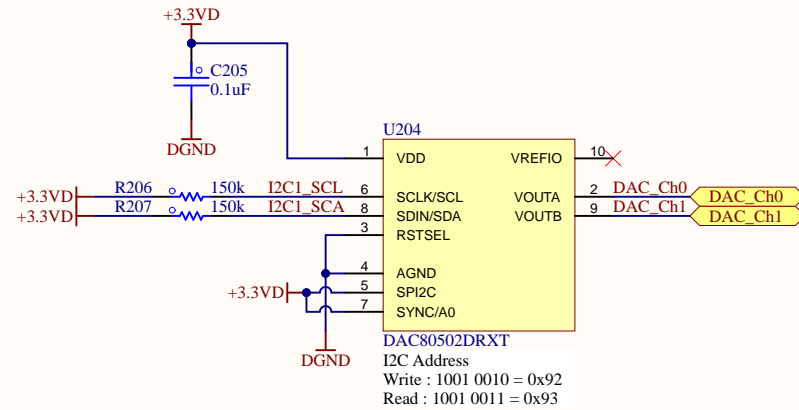 +3.3VD
C205
0.1uF
DGND
U204
1 VDD VREFIO 10
+3.3VD R206 150k I2C1_SCL 6 SCLK/SCL VOUTA 2 DAC_Ch0 DAC_Ch0
+3.3VD R207 150k I2C1_SCA 8 SDIN/SDA VOUTB 9 DAC_Ch1 DAC_Ch1
3 RSTSEL
4 AGND
+3.3VD 5 SPI2C
7 SYNC/A0
DGND
DAC80502DRXT
I2C Address
Write : 1001 0010 = 0x92
Read : 1001 0011 = 0x93